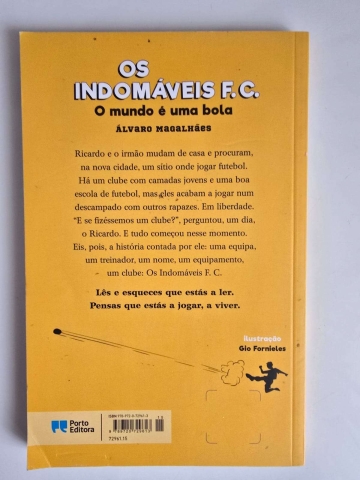 OS
INDOMÁVEIS F.C.
O mundo é uma bola
ÁLVARO MAGALHÃES
Ricardo e o irmão mudam de casa e procuram,
na nova cidade, um sítio onde jogar futebol.
Há um clube com camadas jovens e uma boa
escola de futebol, mas eles acabam a jogar num
descampado com outros rapazes. Em liberdade.
“E se fizéssemos um clube?”, perguntou, um dia,
o Ricardo. E tudo começou nesse momento.
Eis, pois, a história contada por ele: uma equipa,
um treinador, um nome, um equipamento,
um clube: Os Indomáveis F. C.
Lês e esqueces que estás a ler.
Pensas que estás a jogar, a viver.
ilustração
Gio Fornieles
Porto
Editora
72961.15